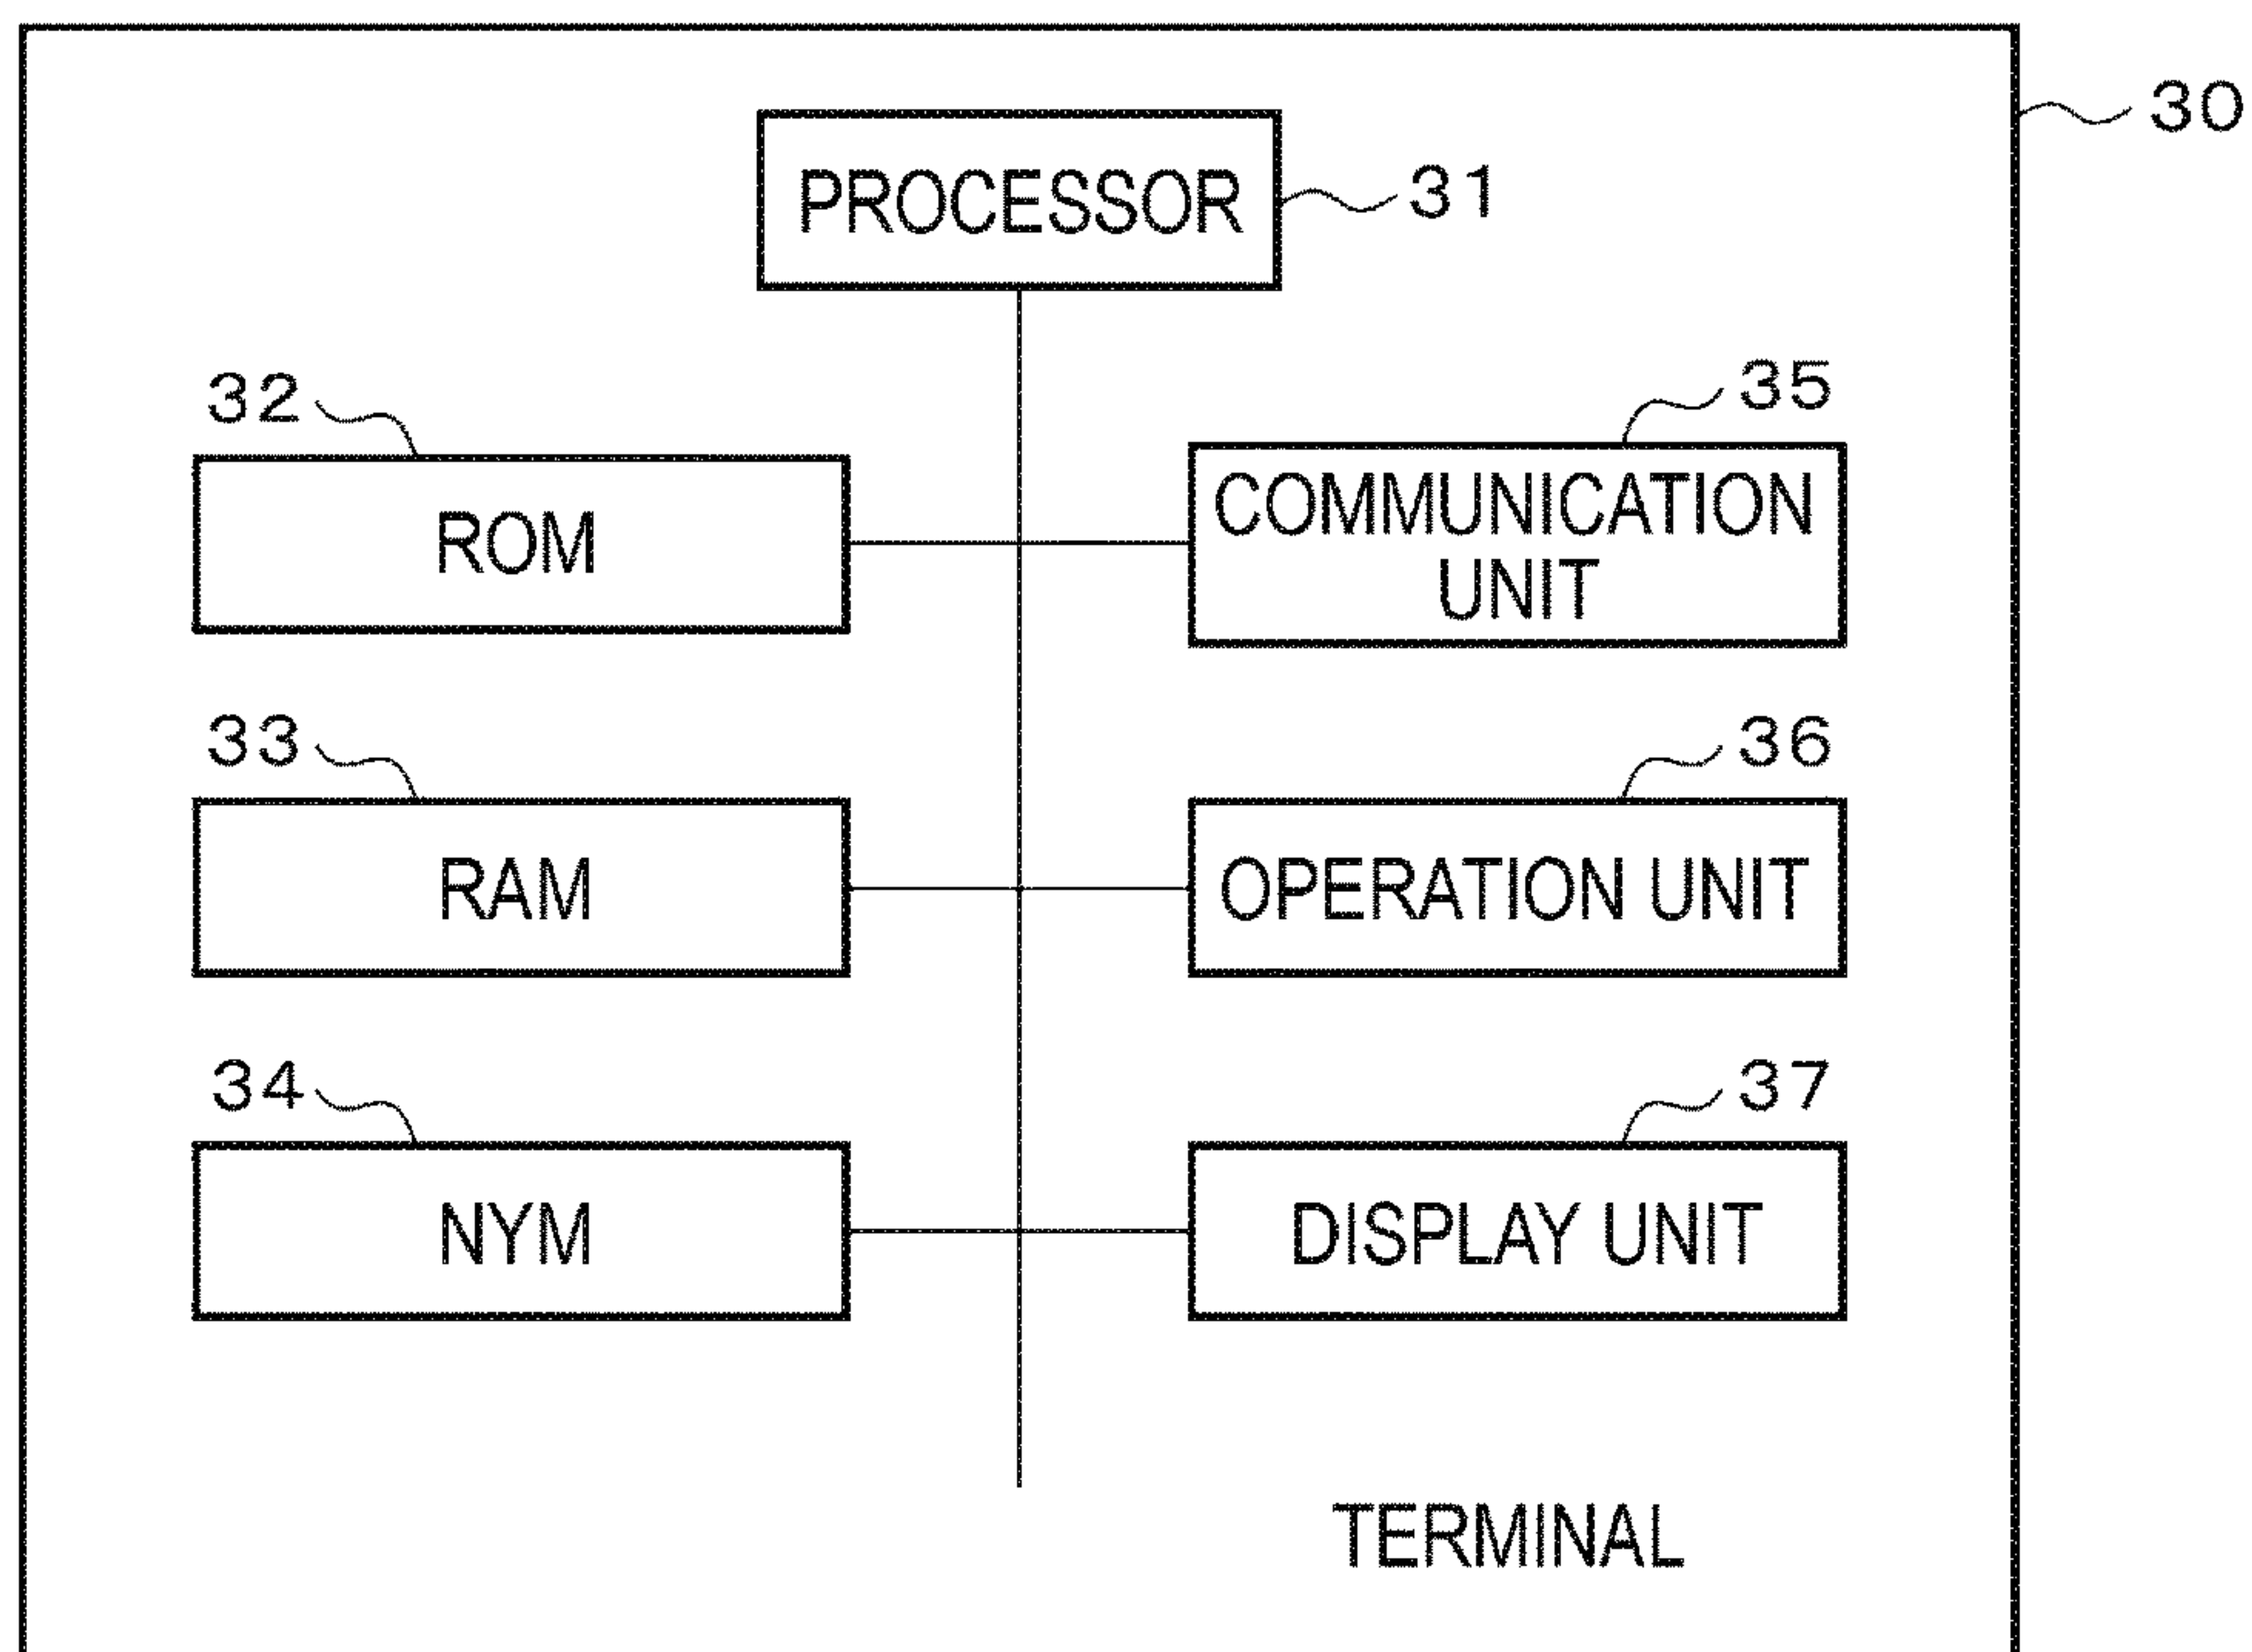 30
PROCESSOR
31
32
35
ROM
COMMUNICATION
UNIT
33
36
RAM
OPERATION UNIT
34
37
NYM
DISPLAY UNIT
TERMINAL